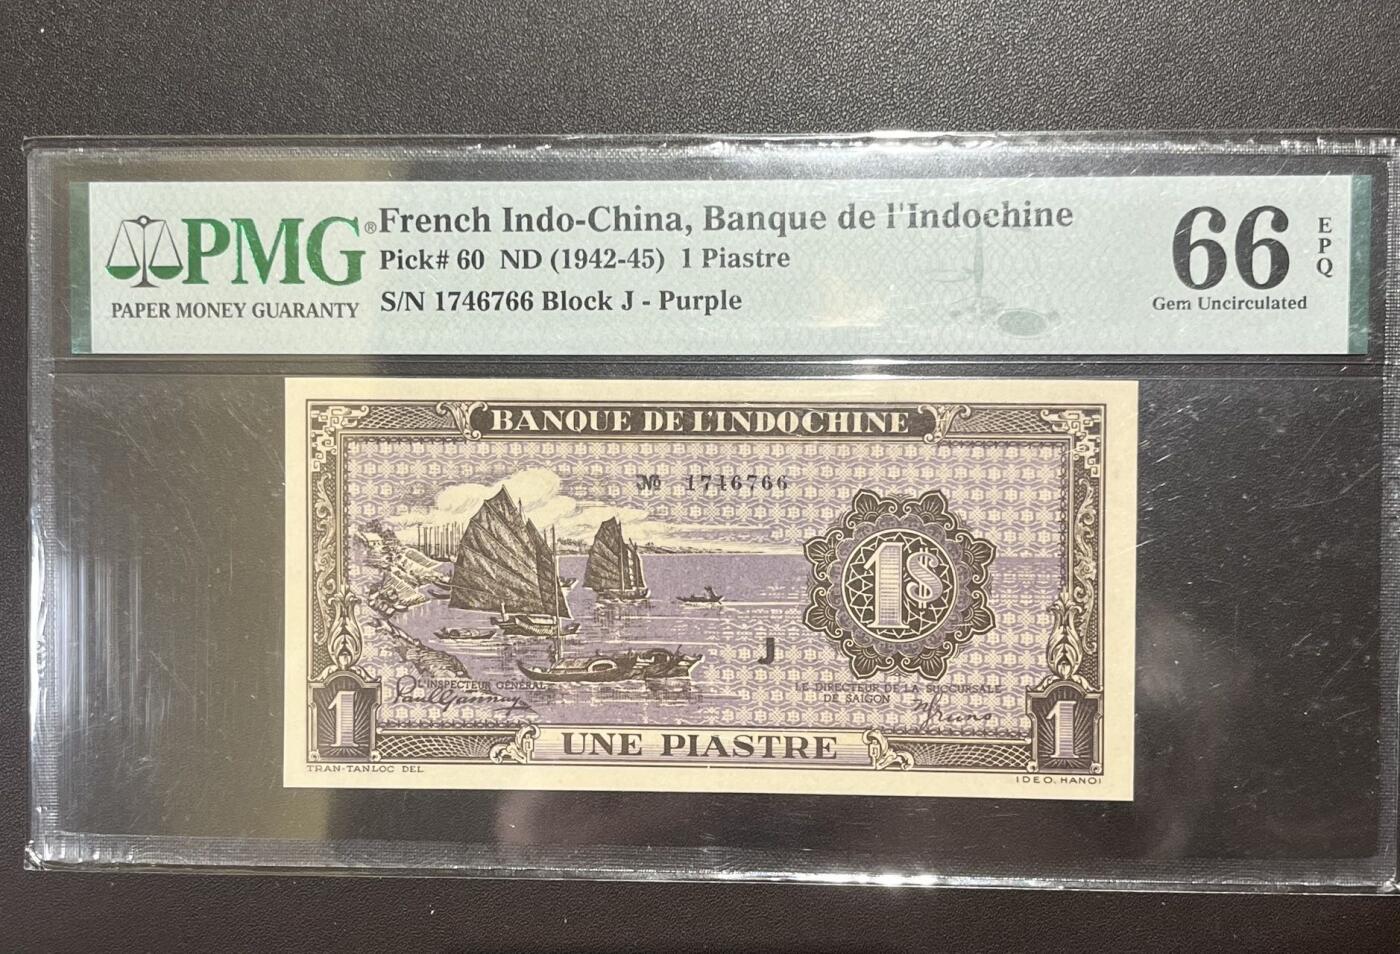 PMG®
PAPER MONEY GUARANTY
French Indo-China, Banque de l'Indochine
Pick# 60 ND (1942-45) 1 Piastre
S/N 1746766 Block J - Purple
66
EPQ
Gem Uncirculated
BANQUE DE L'INDOCHINE
№ 1746766
1$
J
L'INSPECTEUR GÉNÉRAL
Paul Gannay
LE DIRECTEUR DE LA SUCCURSALE
DE SAIGON
1
UNE PIASTRE
1
TRAN-TANLOC DEL
IDEO. HANOI